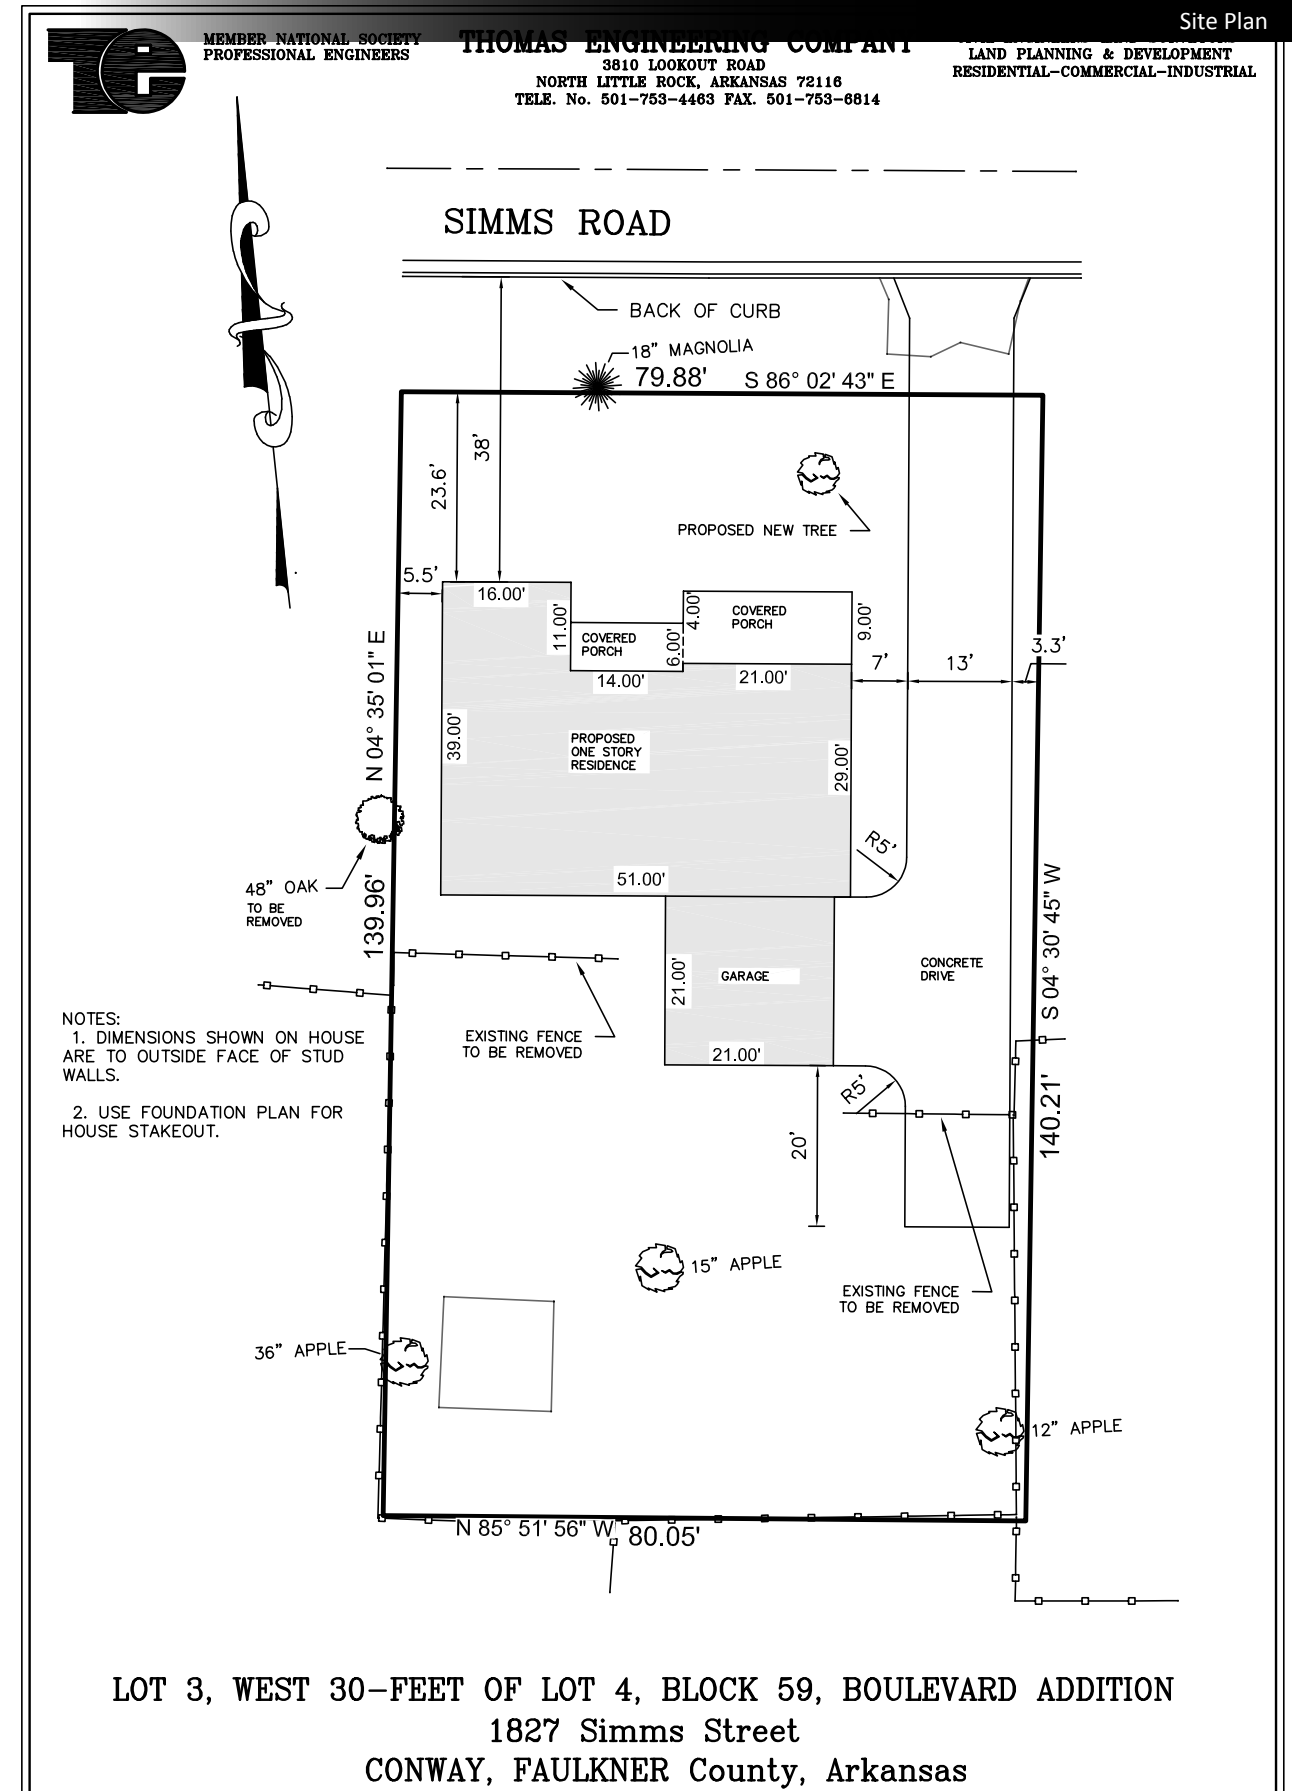 Site Plan
MEMBER NATIONAL SOCIETY
PROFESSIONAL ENGINEERS
THOMAS ENGINEERING COMPANY
3810 LOOKOUT ROAD
NORTH LITTLE ROCK, ARKANSAS 72116
TELE. No. 501-753-4463 FAX. 501-753-6814
LAND PLANNING & DEVELOPMENT
RESIDENTIAL-COMMERCIAL-INDUSTRIAL
SIMMS ROAD
BACK OF CURB
18" MAGNOLIA
79.88'
S 86° 02' 43" E
38'
23.6'
PROPOSED NEW TREE
5.5'
16.00'
11.00'
COVERED
PORCH
6.00'
4.00'
COVERED
PORCH
9.00'
3.3'
7'
13'
14.00'
21.00'
N 04° 35' 01" E
39.00'
PROPOSED
ONE STORY
RESIDENCE
29.00'
R5'
51.00'
48" OAK
TO BE
REMOVED
139.96'
S 04° 30' 45" W
21.00'
GARAGE
CONCRETE
DRIVE
NOTES:
1. DIMENSIONS SHOWN ON HOUSE
ARE TO OUTSIDE FACE OF STUD
WALLS.
2. USE FOUNDATION PLAN FOR
HOUSE STAKEOUT.
EXISTING FENCE
TO BE REMOVED
21.00'
R5'
20'
140.21'
15" APPLE
EXISTING FENCE
TO BE REMOVED
36" APPLE
12" APPLE
N 85° 51' 56" W
80.05'
LOT 3, WEST 30-FEET OF LOT 4, BLOCK 59, BOULEVARD ADDITION
1827 Simms Street
CONWAY, FAULKNER County, Arkansas